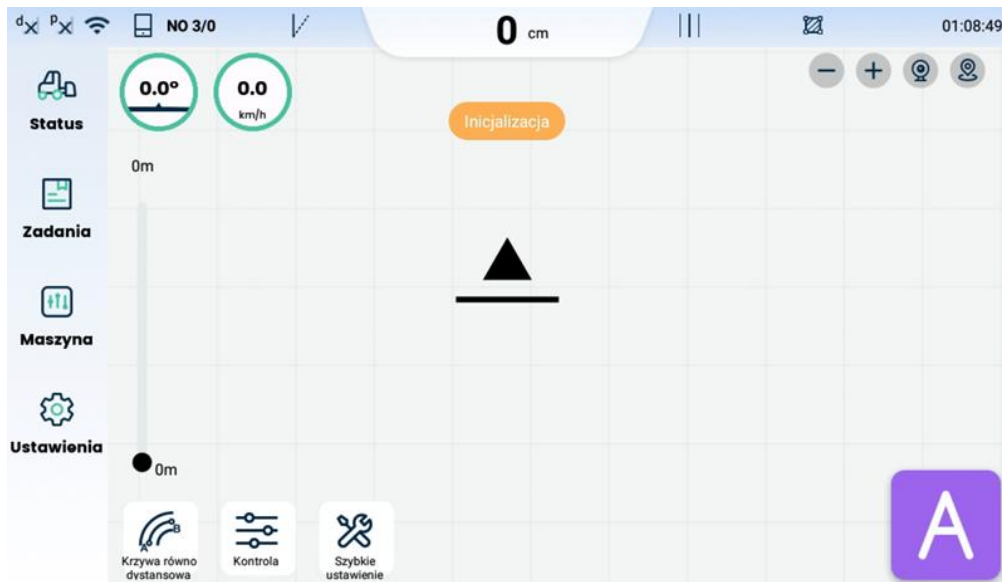 d p NO 3/0 0 cm 01:08:49
Status
0.0°
0.0
km/h
Inicjalizacja
0m
Zadania
Maszyna
Ustawienia
0m
A B
Krzywa równo
dystansowa
Kontrola
Szybkie
ustawienie
A